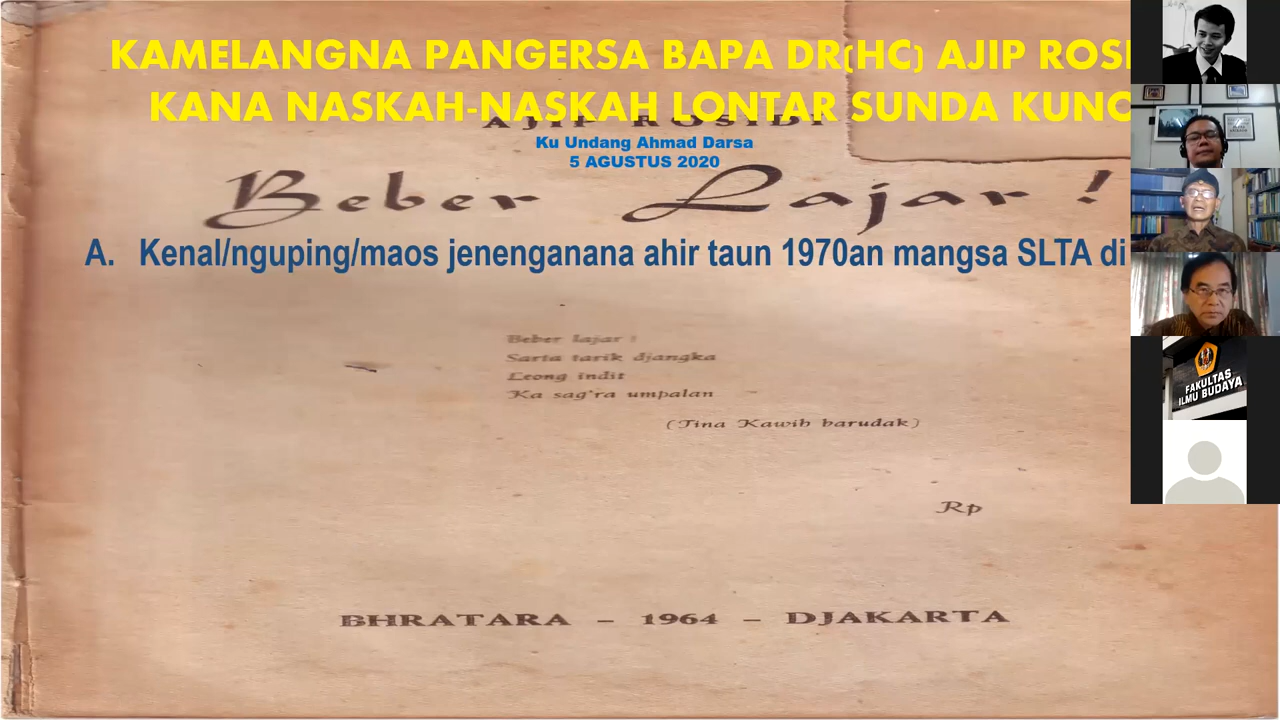 KAMELANGNA PANGERSA BAPA DR(HC) AJIP ROSI
KANA NASKAH-NASKAH LONTAR SUNDA KUNO
AJIP ROSIDI
Ku Undang Ahmad Darsa
5 AGUSTUS 2020
Beber Lajar !
A. Kenal/nguping/maos jenenganana ahir taun 1970an mangsa SLTA di
Beber lajar !
Sarta tarik djangka
Leong indit
Ka sag'ra umpalan
(Tina Kawih barudak)
Rp
BHRATARA – 1964 – DJAKARTA
FAKULTAS
ILMU BUDAYA